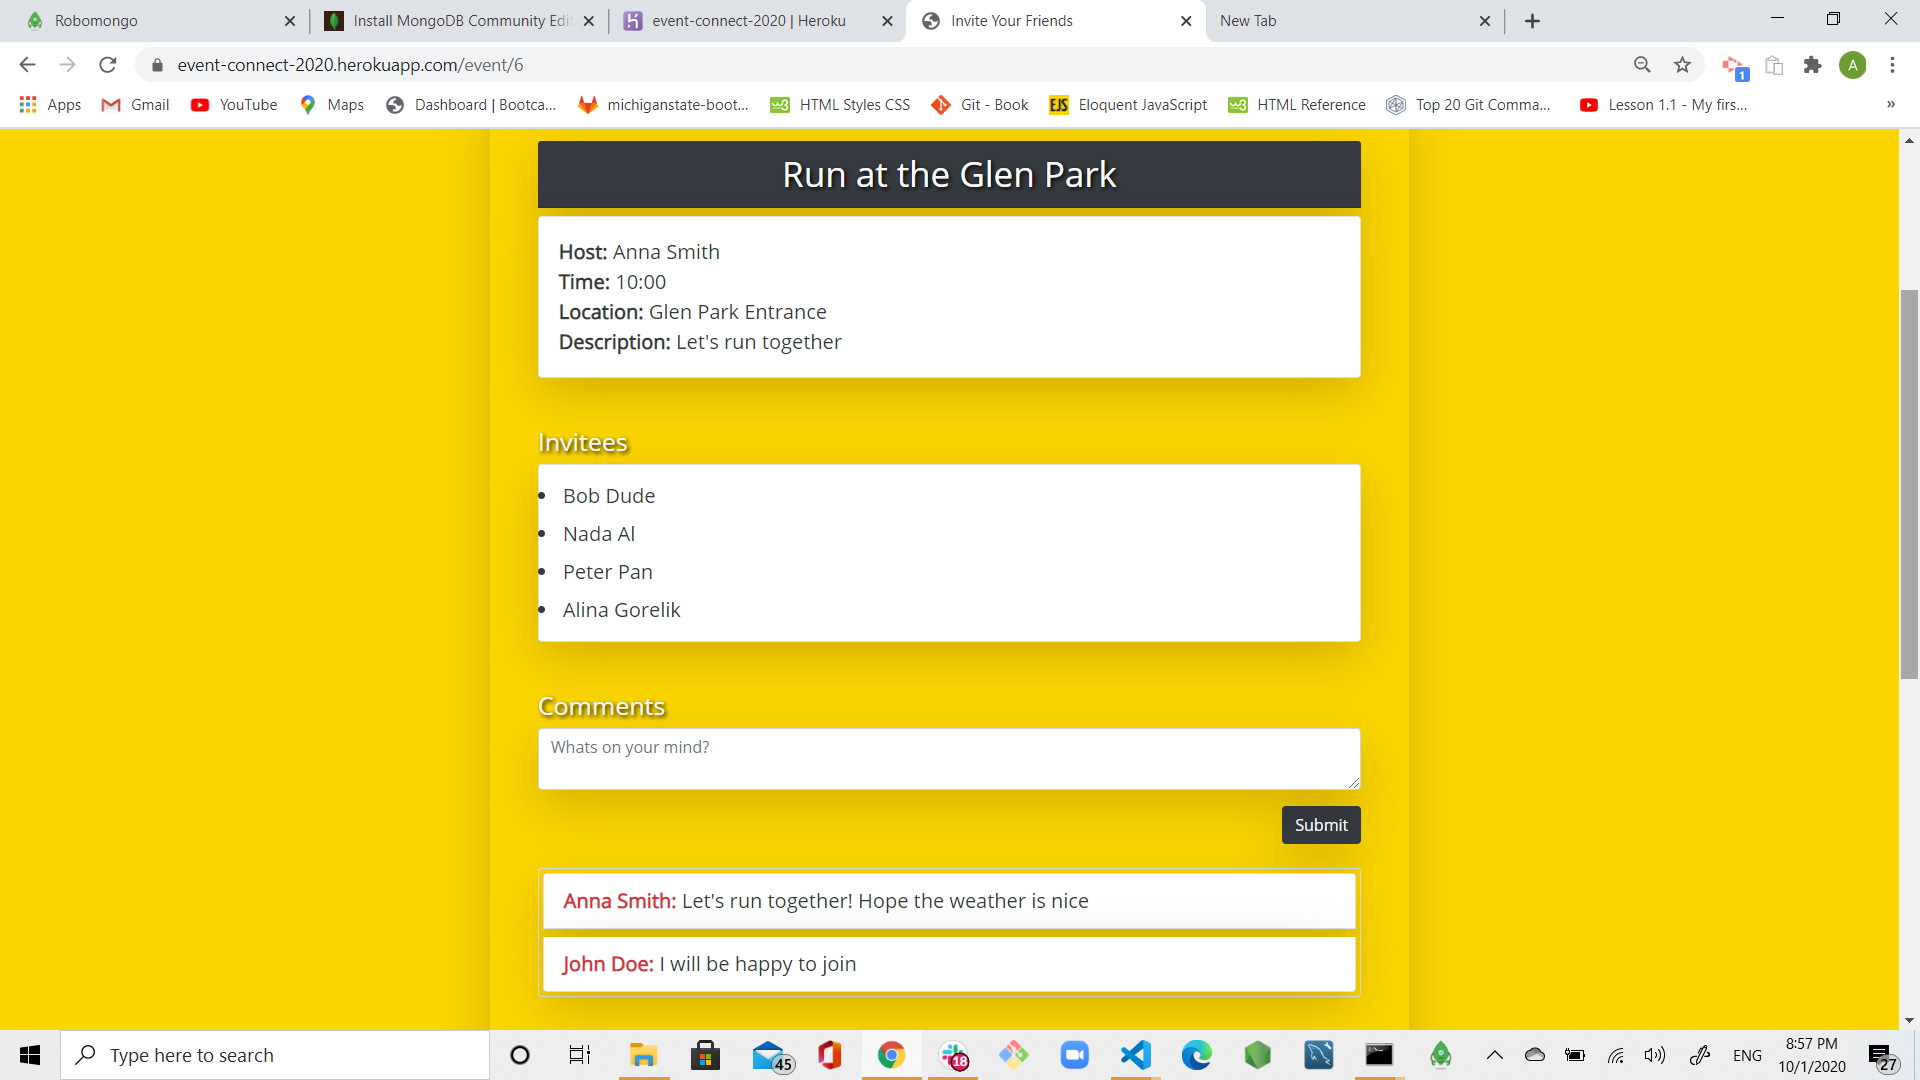 Robomongo
Install MongoDB Community Edi
event-connect-2020 | Heroku
Invite Your Friends
New Tab
event-connect-2020.herokuapp.com/event/6
A
1
Apps
Gmail
YouTube
Maps
Dashboard | Bootca...
michiganstate-boot...
HTML Styles CSS
Git - Book
EJS
Eloquent JavaScript
HTML Reference
Top 20 Git Comma...
Lesson 1.1 - My firs...
»
Run at the Glen Park
Host: Anna Smith
Time: 10:00
Location: Glen Park Entrance
Description: Let's run together
Invitees
Bob Dude
Nada Al
Peter Pan
Alina Gorelik
Comments
Whats on your mind?
Submit
Anna Smith: Let's run together! Hope the weather is nice
John Doe: I will be happy to join
Type here to search
45
18
ENG
8:57 PM
10/1/2020
27